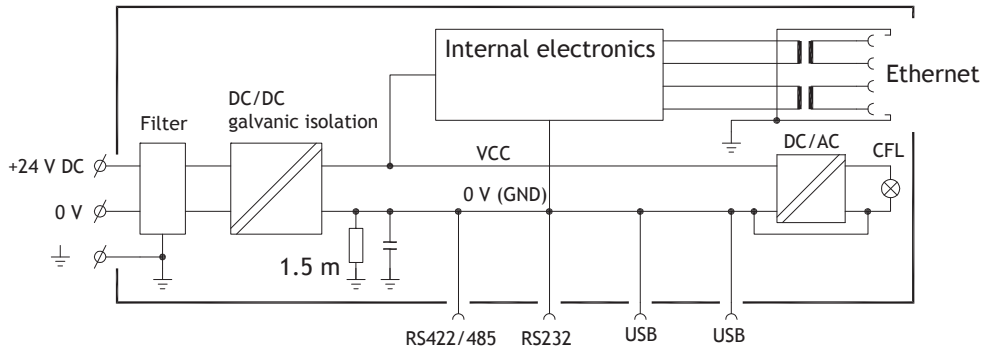 Internal electronics
Ethernet
DC/DC
galvanic isolation
Filter
+24 V DC
VCC
DC/AC
CFL
0 V
0 V (GND)
1.5 m
RS422/485
RS232
USB
USB